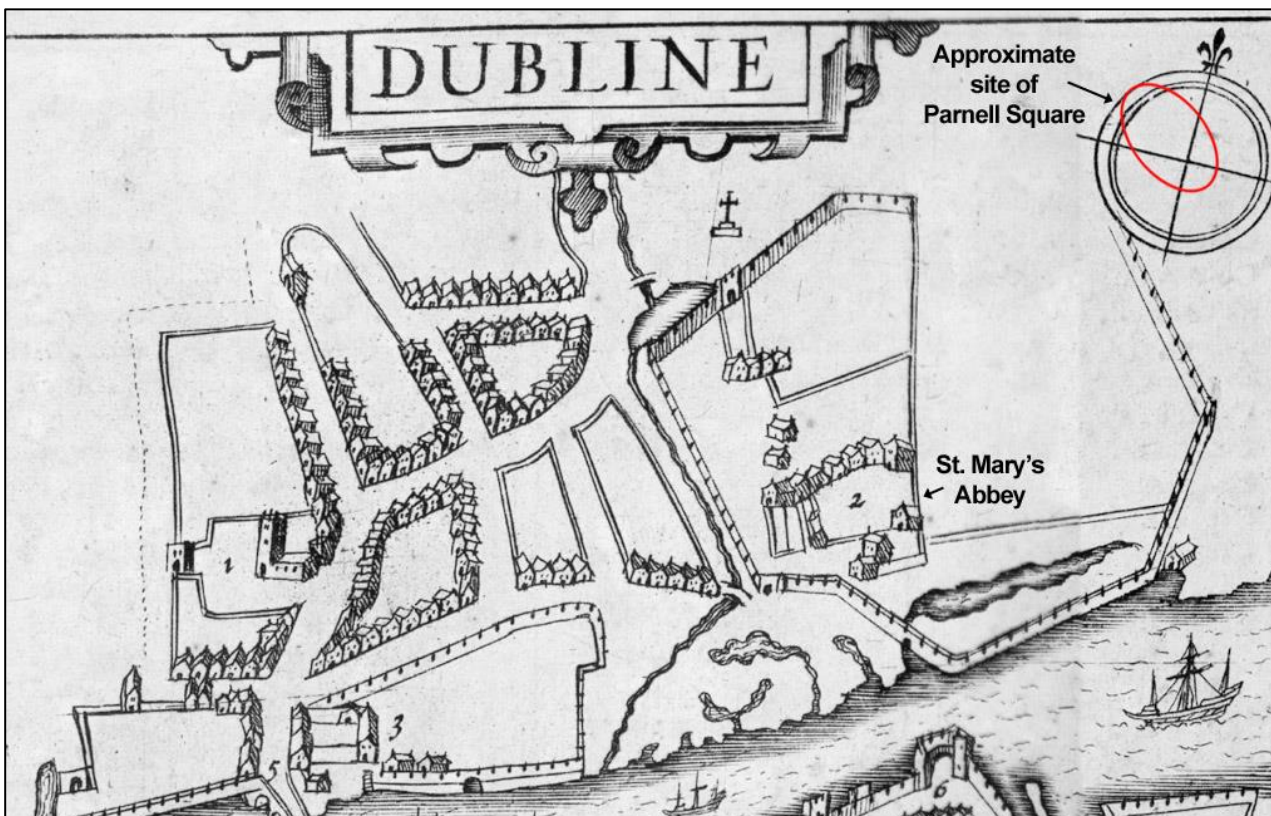 DUBLINE
Approximate
site of
Parnell Square
St. Mary's
Abbey
1
2
3
5
6